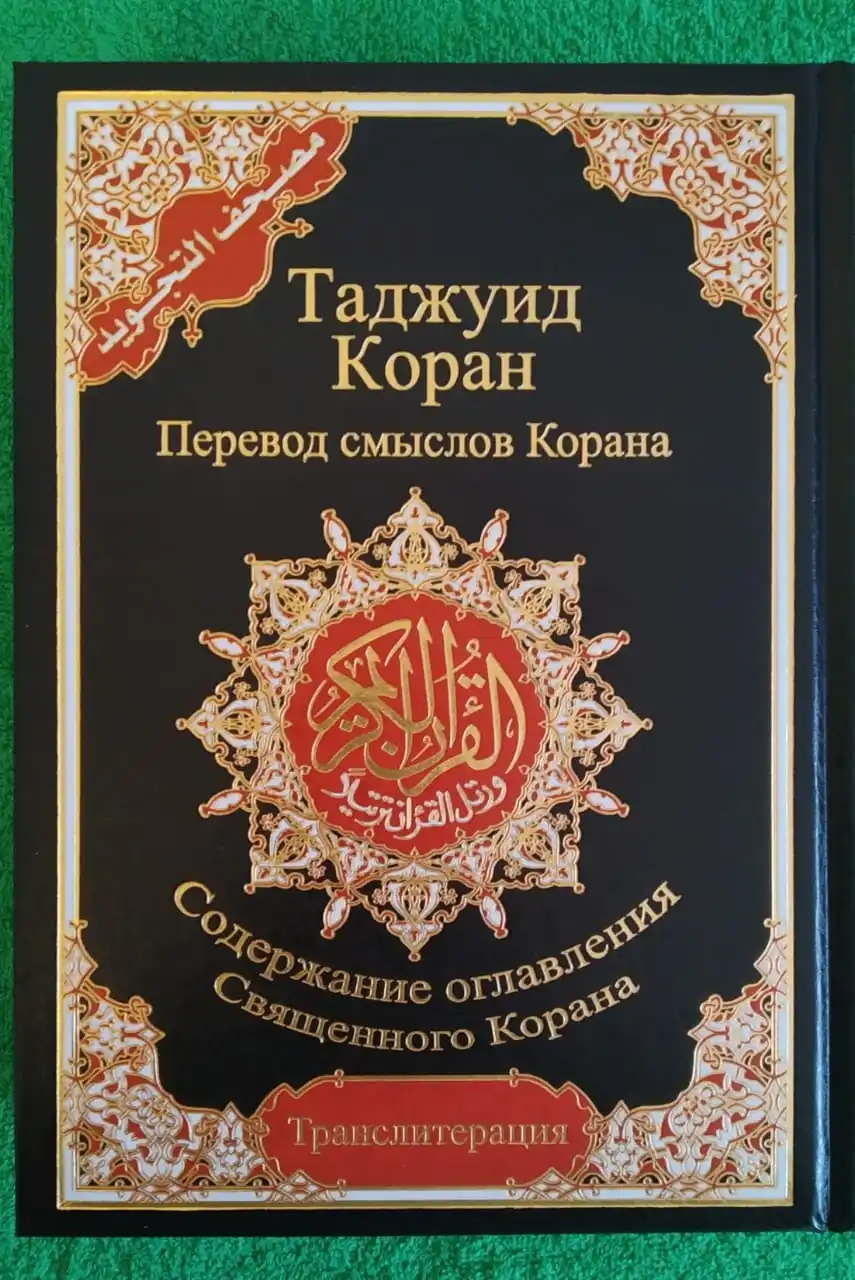 مصحف التجويد
Таджуид
Коран
Перевод смыслов Корана
القرآن الكريم
ورتل القرآن ترتيلاً
Содержание оглавления
Священного Корана
Транслитерация